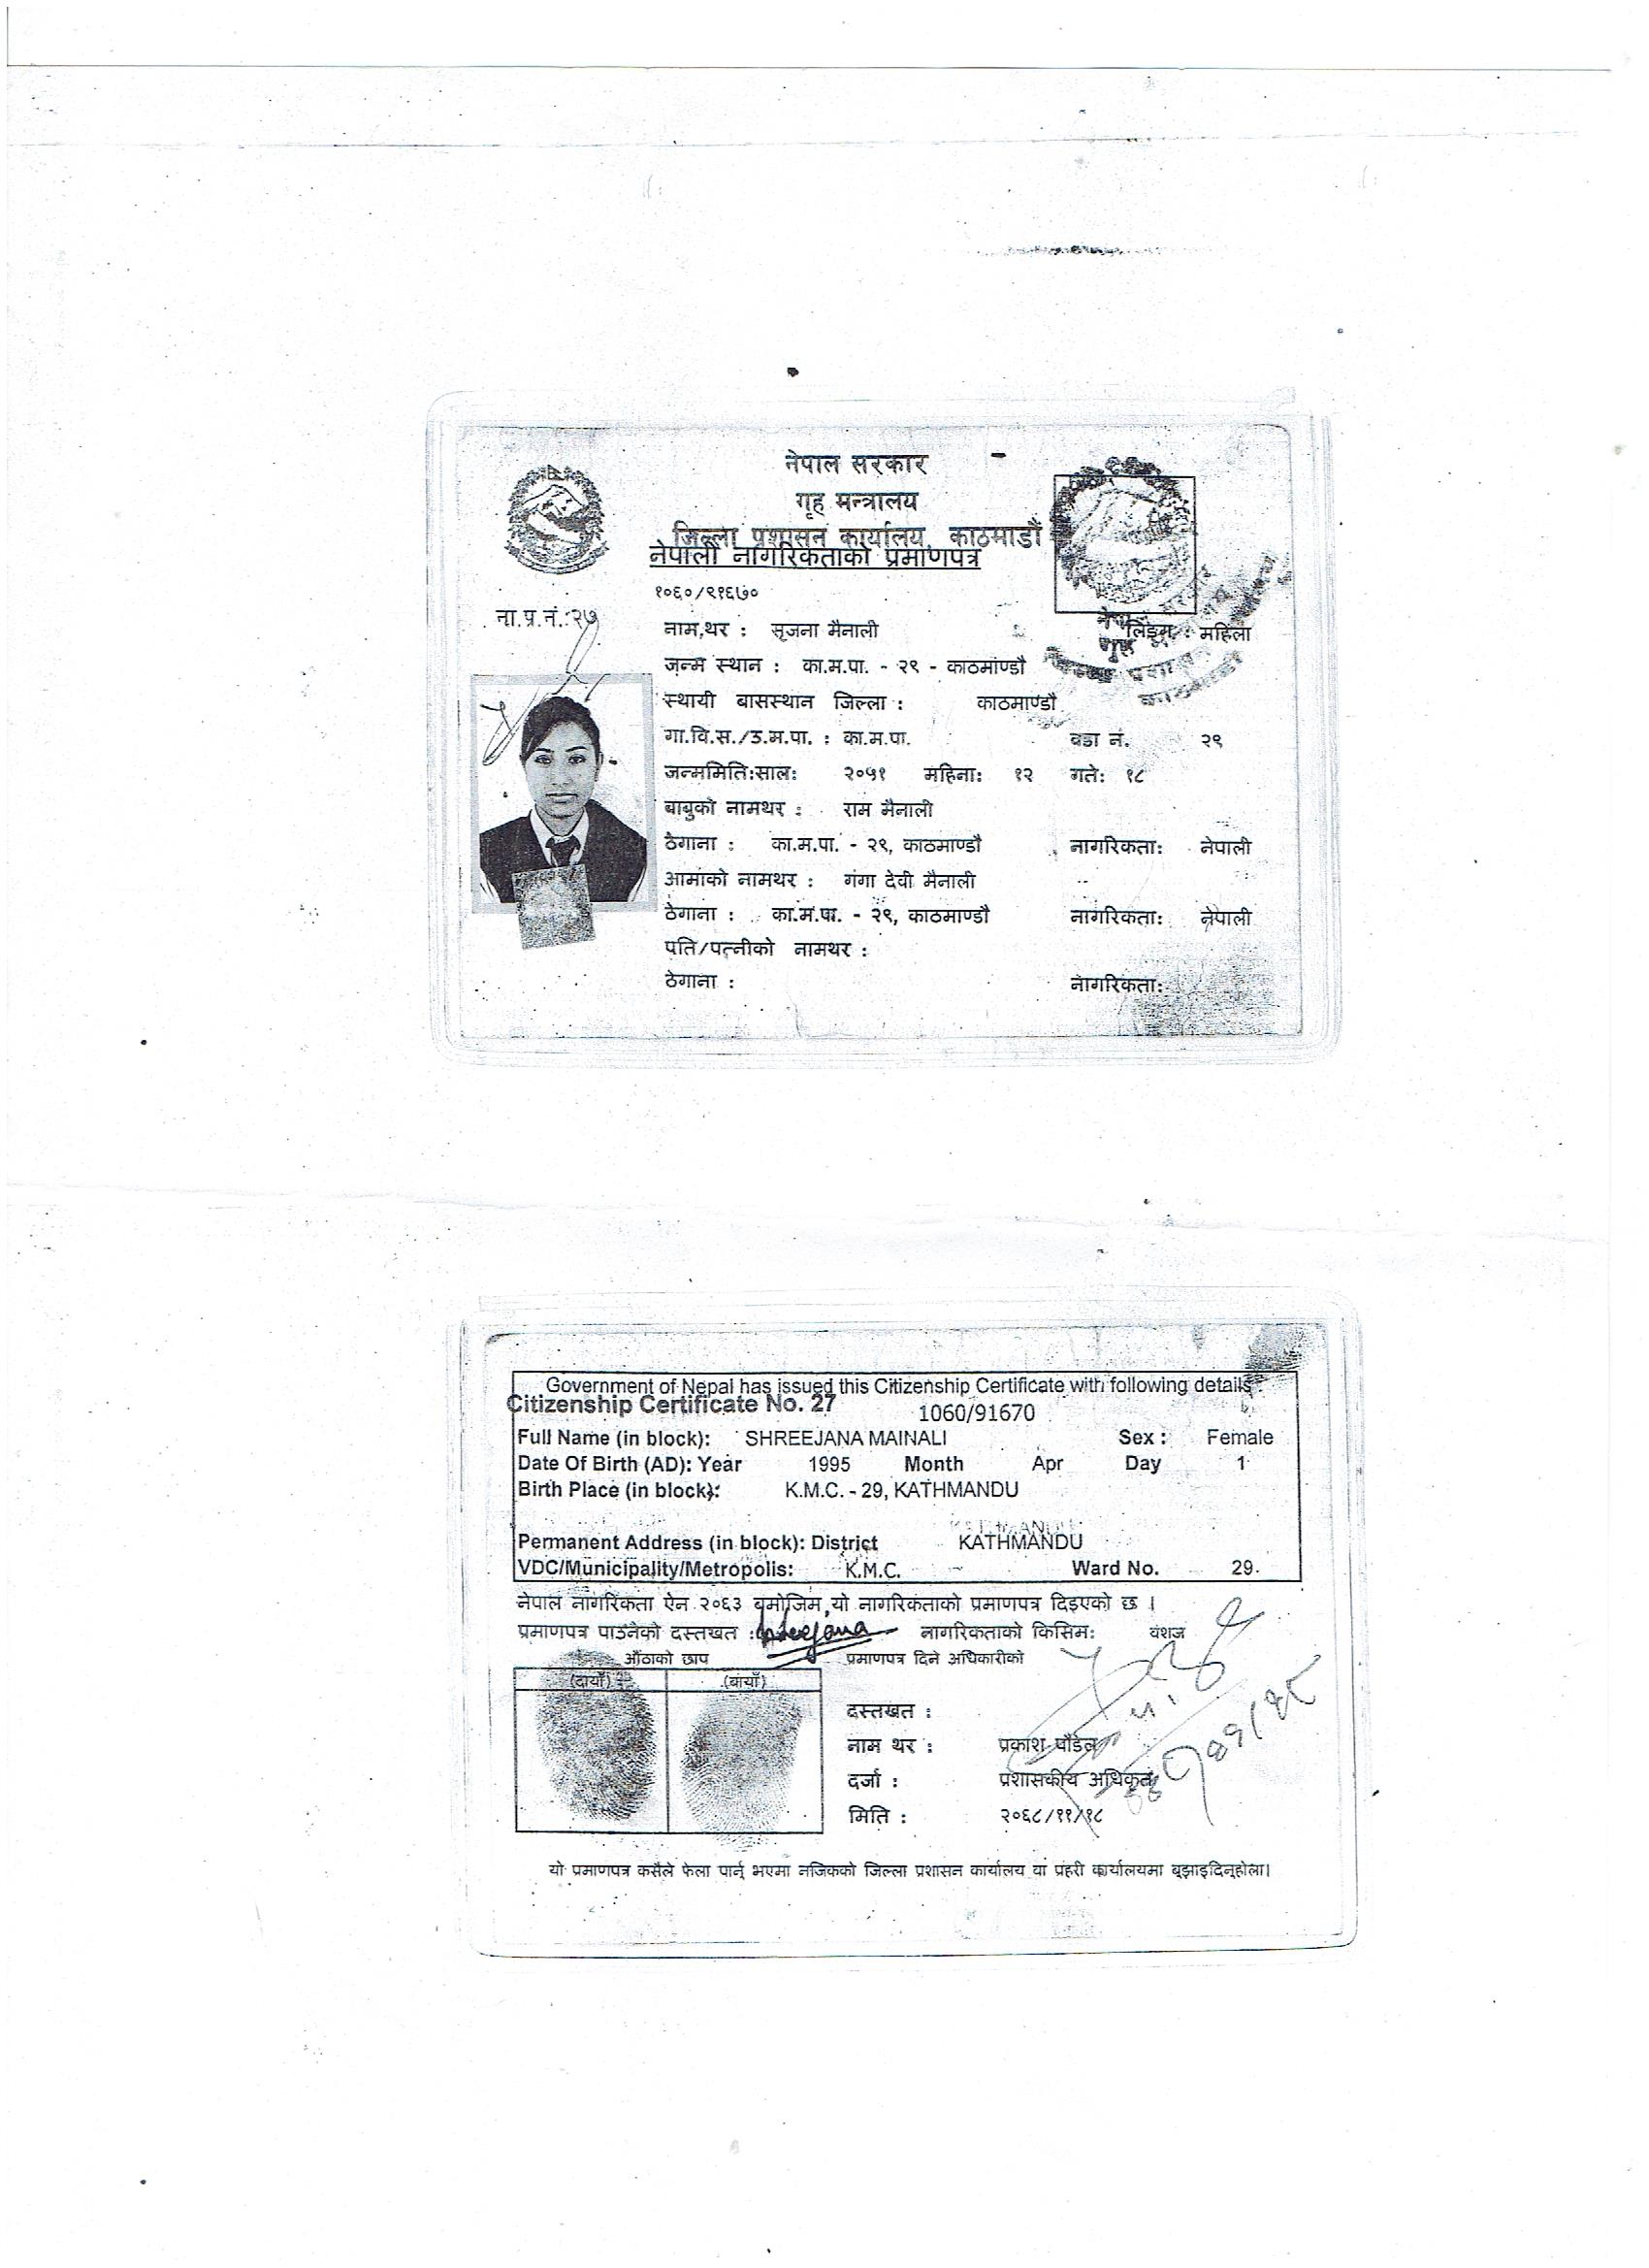 नेपाल सरकार
गृह मन्त्रालय
जिल्ला प्रशासन कार्यालय, काठमाडौं
नेपाली नागरिकताको प्रमाणपत्र
१०६०/९१६७०
ना.प्र.नं.:२७
नाम,थर : सृजना मैनाली लिङ्ग : महिला
जन्म स्थान : का.म.पा. - २९ - काठमाण्डौ
स्थायी बासस्थान जिल्ला : काठमाण्डौ
गा.वि.स./उ.म.पा. : का.म.पा. वडा नं. २९
जन्ममिति:साल: २०५१ महिना: १२ गते: १८
बाबुको नामथर : राम मैनाली
ठेगाना : का.म.पा. - २९, काठमाण्डौ नागरिकता: नेपाली
आमाको नामथर : गंगा देवी मैनाली
ठेगाना : का.म.पा. - २९, काठमाण्डौ नागरिकता: नेपाली
पति/पत्नीको नामथर :
ठेगाना : नागरिकता:
Government of Nepal has issued this Citizenship Certificate with following details :
Citizenship Certificate No. 27 1060/91670
Full Name (in block): SHREEJANA MAINALI Sex : Female
Date Of Birth (AD): Year 1995 Month Apr Day 1
Birth Place (in block): K.M.C. - 29, KATHMANDU
Permanent Address (in block): District KATHMANDU
VDC/Municipality/Metropolis: K.M.C. Ward No. 29
नेपाल नागरिकता ऐन २०६३ बमोजिम यो नागरिकताको प्रमाणपत्र दिइएको छ ।
प्रमाणपत्र पाउनेको दस्तखत : Shreejana नागरिकताको किसिम: वंशज
औंठाको छाप प्रमाणपत्र दिने अधिकारीको
(दायाँ) (बायाँ)
दस्तखत :
नाम थर : प्रकाश पौडेल
दर्जा : प्रशासकीय अधिकृत
मिति : २०६८/११/१८
यो प्रमाणपत्र कसैले फेला पार्नु भएमा नजिकको जिल्ला प्रशासन कार्यालय वा प्रहरी कार्यालयमा बुझाइदिनुहोला।